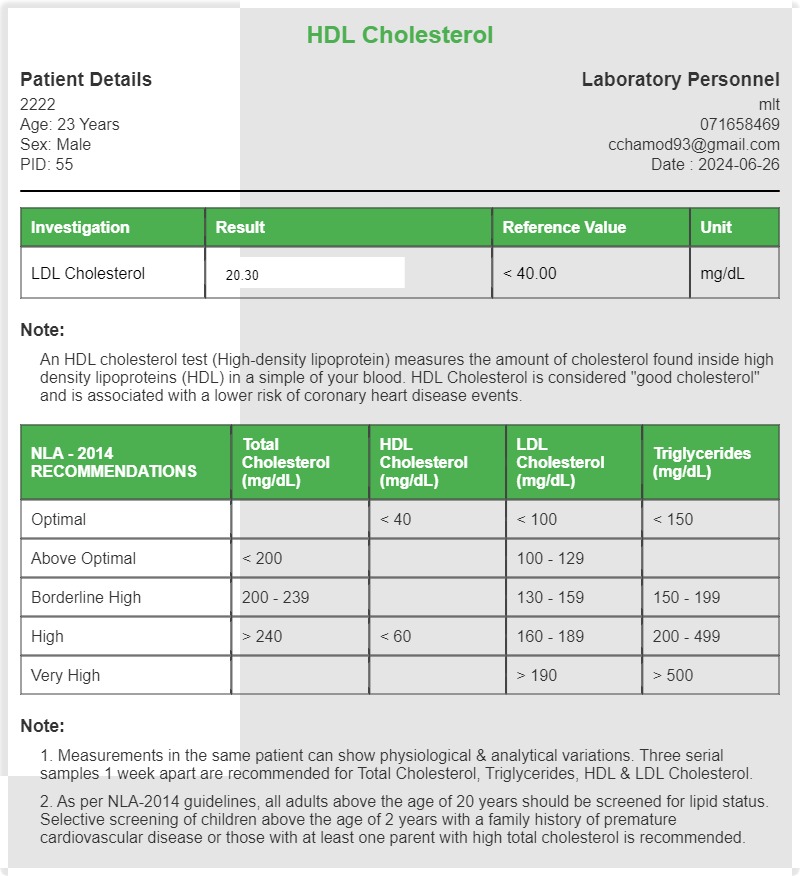 HDL Cholesterol
Patient Details
Laboratory Personnel
2222
mlt
Age: 23 Years
071658469
Sex: Male
cchamod93@gmail.com
PID: 55
Date : 2024-06-26
Investigation Result Reference Value Unit
LDL Cholesterol 20.30 < 40.00 mg/dL
Note:
An HDL cholesterol test (High-density lipoprotein) measures the amount of cholesterol found inside high
density lipoproteins (HDL) in a simple of your blood. HDL Cholesterol is considered "good cholesterol"
and is associated with a lower risk of coronary heart disease events.
NLA - 2014
RECOMMENDATIONS
Total
Cholesterol
(mg/dL)
HDL
Cholesterol
(mg/dL)
LDL
Cholesterol
(mg/dL)
Triglycerides
(mg/dL)
Optimal < 40 < 100 < 150
Above Optimal < 200 100 - 129
Borderline High 200 - 239 130 - 159 150 - 199
High > 240 < 60 160 - 189 200 - 499
Very High > 190 > 500
Note:
1. Measurements in the same patient can show physiological & analytical variations. Three serial
samples 1 week apart are recommended for Total Cholesterol, Triglycerides, HDL & LDL Cholesterol.
2. As per NLA-2014 guidelines, all adults above the age of 20 years should be screened for lipid status.
Selective screening of children above the age of 2 years with a family history of premature
cardiovascular disease or those with at least one parent with high total cholesterol is recommended.